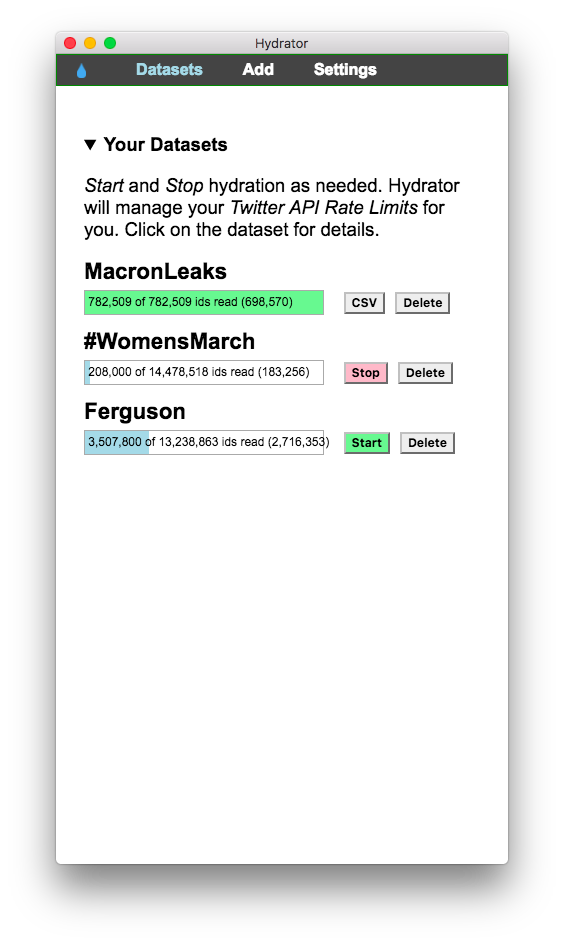 Hydrator
Datasets Add Settings
▼ Your Datasets
Start and Stop hydration as needed. Hydrator
will manage your Twitter API Rate Limits for
you. Click on the dataset for details.
MacronLeaks
782,509 of 782,509 ids read (698,570) CSV Delete
#WomensMarch
208,000 of 14,478,518 ids read (183,256) Stop Delete
Ferguson
3,507,800 of 13,238,863 ids read (2,716,353) Start Delete